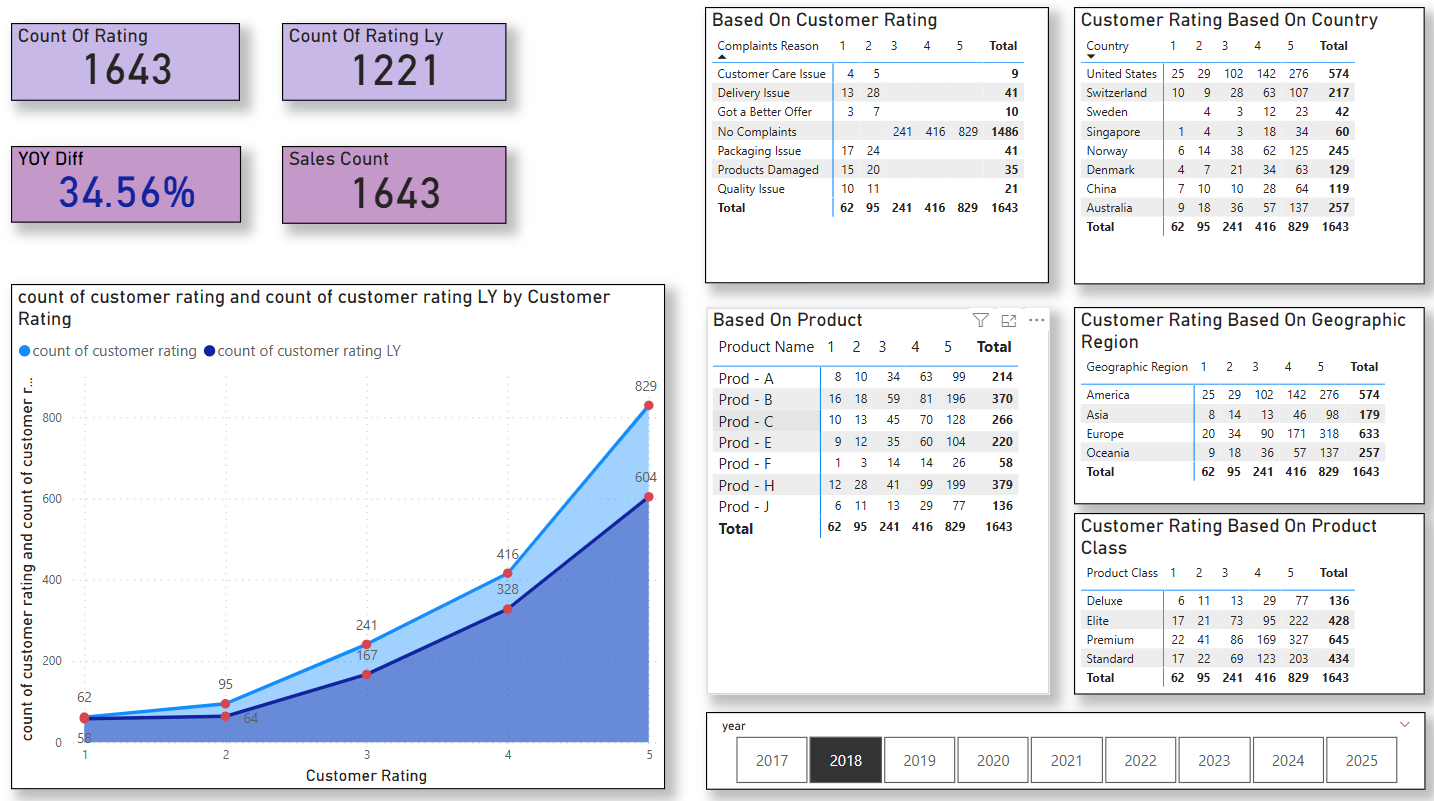 Count Of Rating
1643
Count Of Rating Ly
1221
YOY Diff
34.56%
Sales Count
1643
count of customer rating and count of customer rating LY by Customer
Rating
count of customer rating count of customer rating LY
count of customer rating and count of customer r...
800
600
400
200
0
62
58
95
64
241
167
416
328
829
604
1 2 3 4 5
Customer Rating
Based On Customer Rating
Complaints Reason 1 2 3 4 5 Total
Customer Care Issue 4 5 9
Delivery Issue 13 28 41
Got a Better Offer 3 7 10
No Complaints 241 416 829 1486
Packaging Issue 17 24 41
Products Damaged 15 20 35
Quality Issue 10 11 21
Total 62 95 241 416 829 1643
Customer Rating Based On Country
Country 1 2 3 4 5 Total
United States 25 29 102 142 276 574
Switzerland 10 9 28 63 107 217
Sweden 4 3 12 23 42
Singapore 1 4 3 18 34 60
Norway 6 14 38 62 125 245
Denmark 4 7 21 34 63 129
China 7 10 10 28 64 119
Australia 9 18 36 57 137 257
Total 62 95 241 416 829 1643
Based On Product
Product Name 1 2 3 4 5 Total
Prod - A 8 10 34 63 99 214
Prod - B 16 18 59 81 196 370
Prod - C 10 13 45 70 128 266
Prod - E 9 12 35 60 104 220
Prod - F 1 3 14 14 26 58
Prod - H 12 28 41 99 199 379
Prod - J 6 11 13 29 77 136
Total 62 95 241 416 829 1643
Customer Rating Based On Geographic
Region
Geographic Region 1 2 3 4 5 Total
America 25 29 102 142 276 574
Asia 8 14 13 46 98 179
Europe 20 34 90 171 318 633
Oceania 9 18 36 57 137 257
Total 62 95 241 416 829 1643
Customer Rating Based On Product
Class
Product Class 1 2 3 4 5 Total
Deluxe 6 11 13 29 77 136
Elite 17 21 73 95 222 428
Premium 22 41 86 169 327 645
Standard 17 22 69 123 203 434
Total 62 95 241 416 829 1643
year
2017 2018 2019 2020 2021 2022 2023 2024 2025